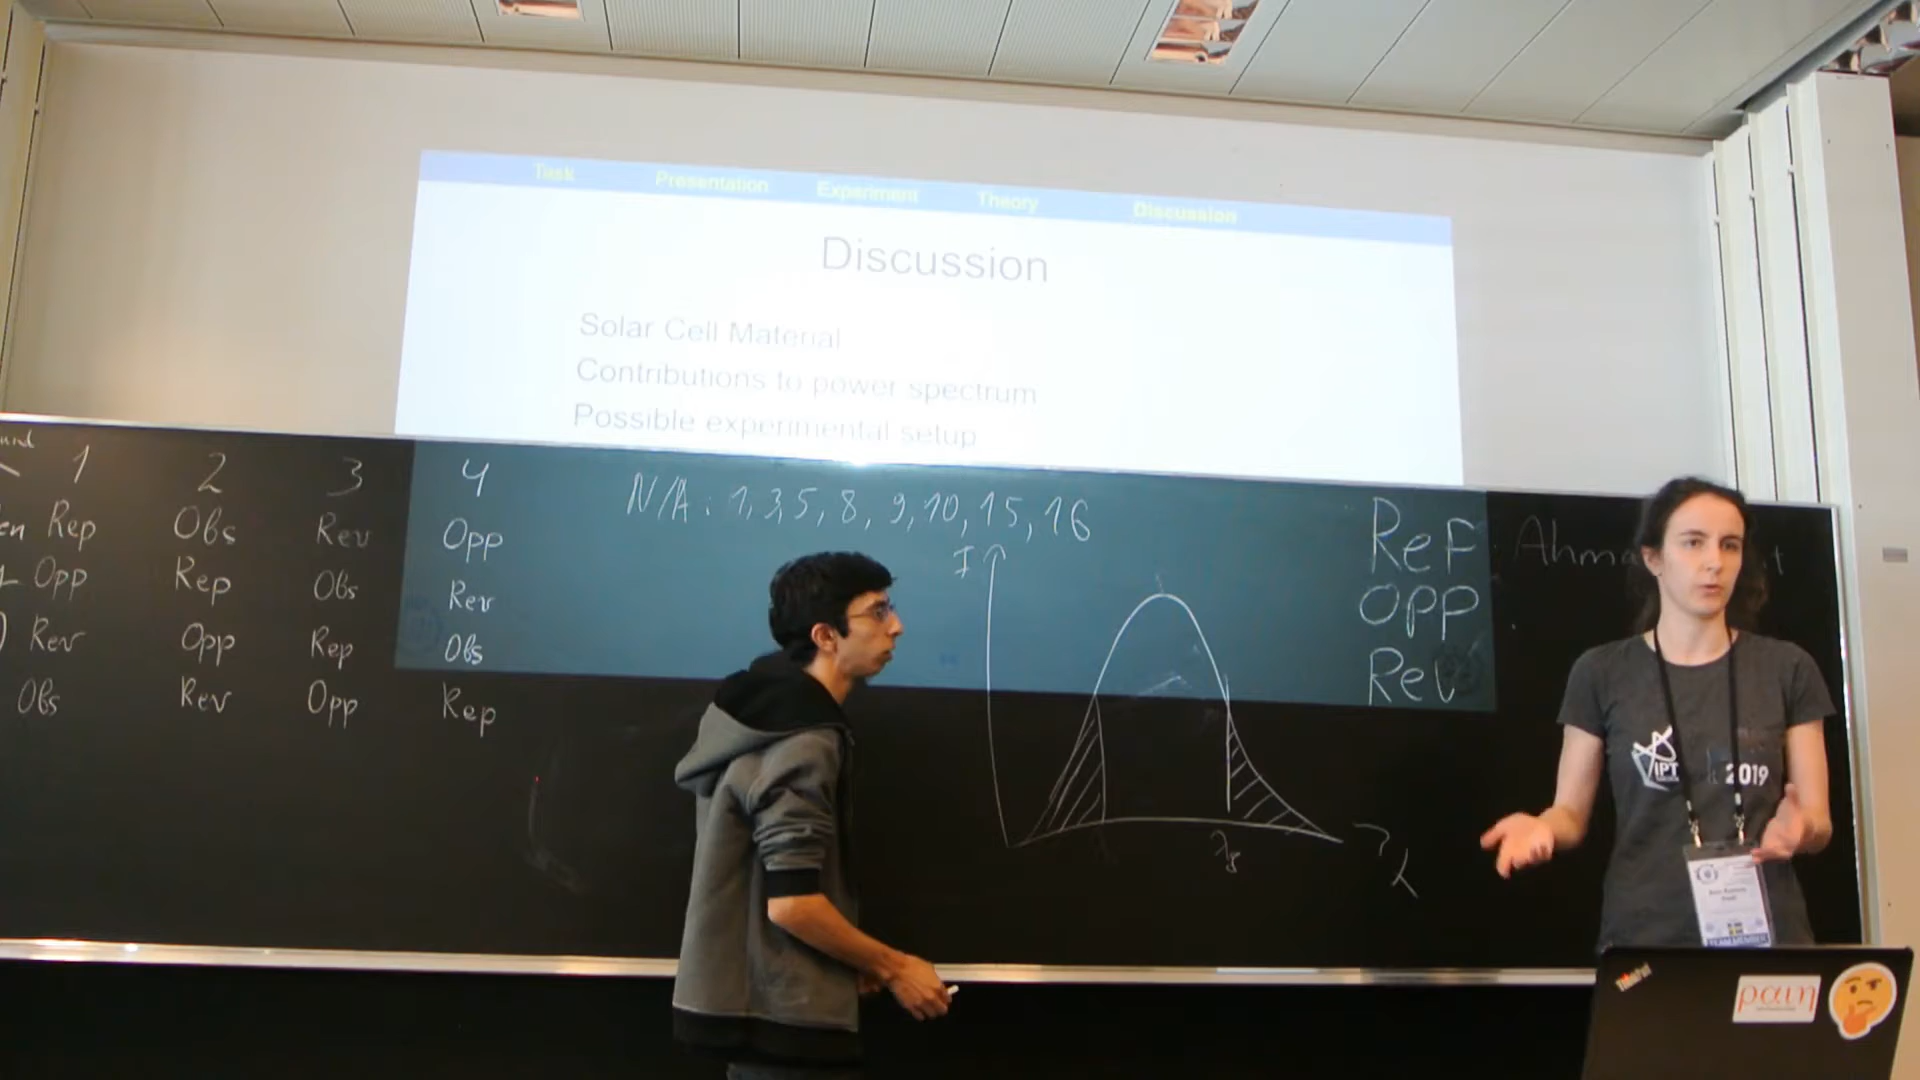 Task Presentation Experiment Theory Discussion
Discussion
Solar Cell Material
Contributions to power spectrum
Possible experimental setup
1 2 3 4
Rep Obs Rev Opp
Opp Rep Obs Rev
Rev Opp Rep Obs
Obs Rev Opp Rep
N/A: 1, 3, 5, 8, 9, 10, 15, 16
I
λg
λ
Ref:
Opp
Rev
IPT 2019
ραιη